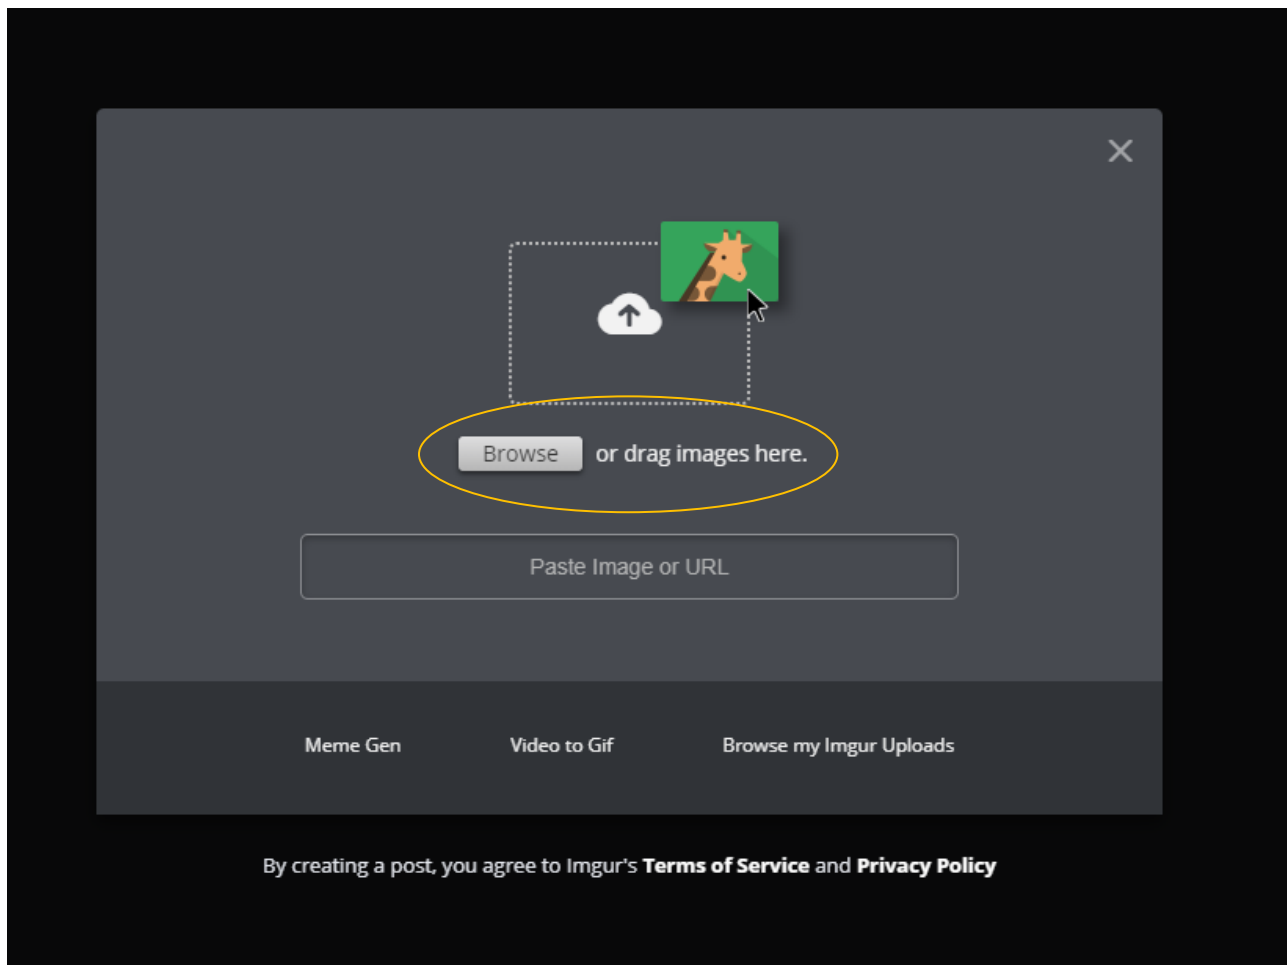 Browse or drag images here.
Paste Image or URL
Meme Gen Video to Gif Browse my Imgur Uploads
By creating a post, you agree to Imgur's Terms of Service and Privacy Policy